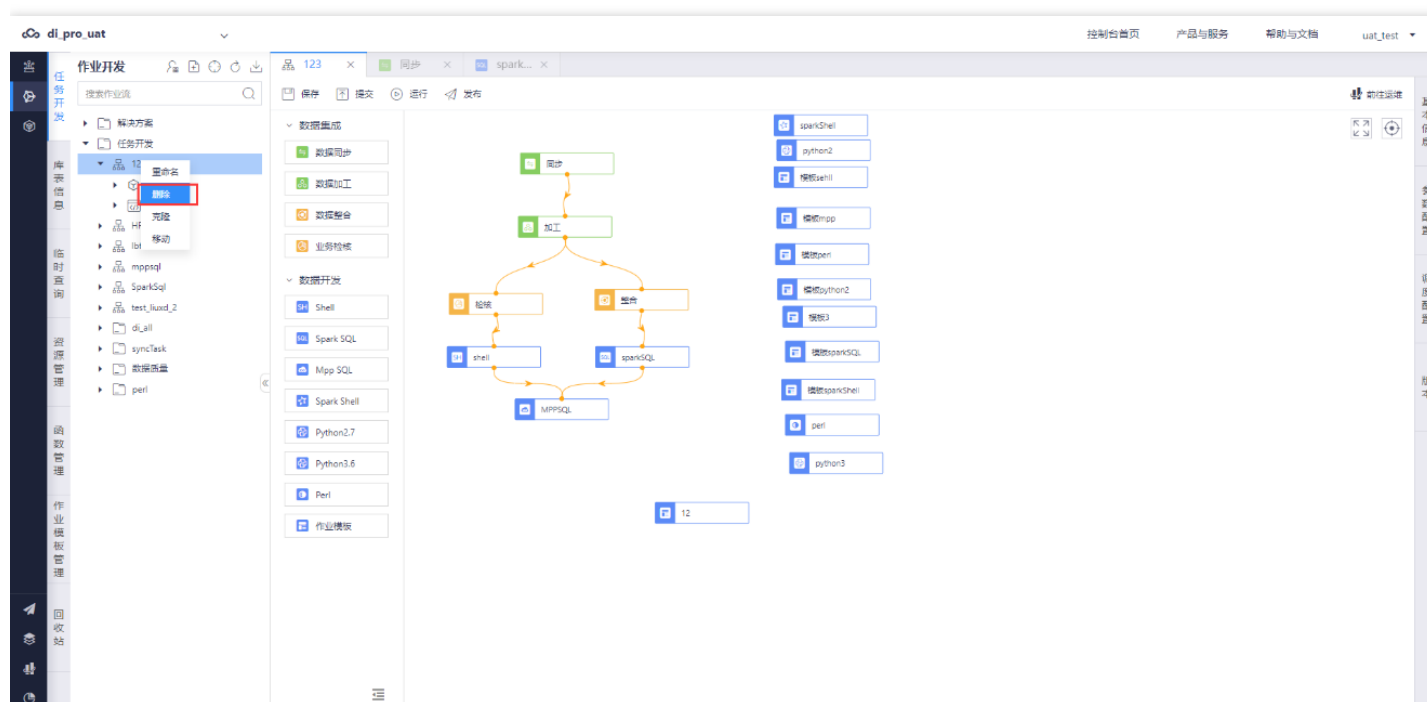 di_pro_uat
控制台首页
产品与服务
帮助与文档
uat_test
作业开发
123
同步
spark...
任务开发
搜索作业流
保存
提交
运行
发布
前往运维
解决方案
任务开发
12
重命名
删除
克隆
移动
mppsql
SparkSql
test_liuxd_2
di_all
syncTask
数据质量
perl
库表信息
临时查询
资源管理
函数管理
作业模板管理
回收站
数据集成
数据同步
数据加工
数据整合
业务检核
数据开发
Shell
Spark SQL
Mpp SQL
Spark Shell
Python2.7
Python3.6
Perl
作业模板
同步
加工
检核
整合
shell
sparkSQL
MPPSQL
12
sparkShell
python2
模板sehll
模板mpp
模板perl
模板python2
模板3
模板sparkSQL
模板sparkShell
perl
python3